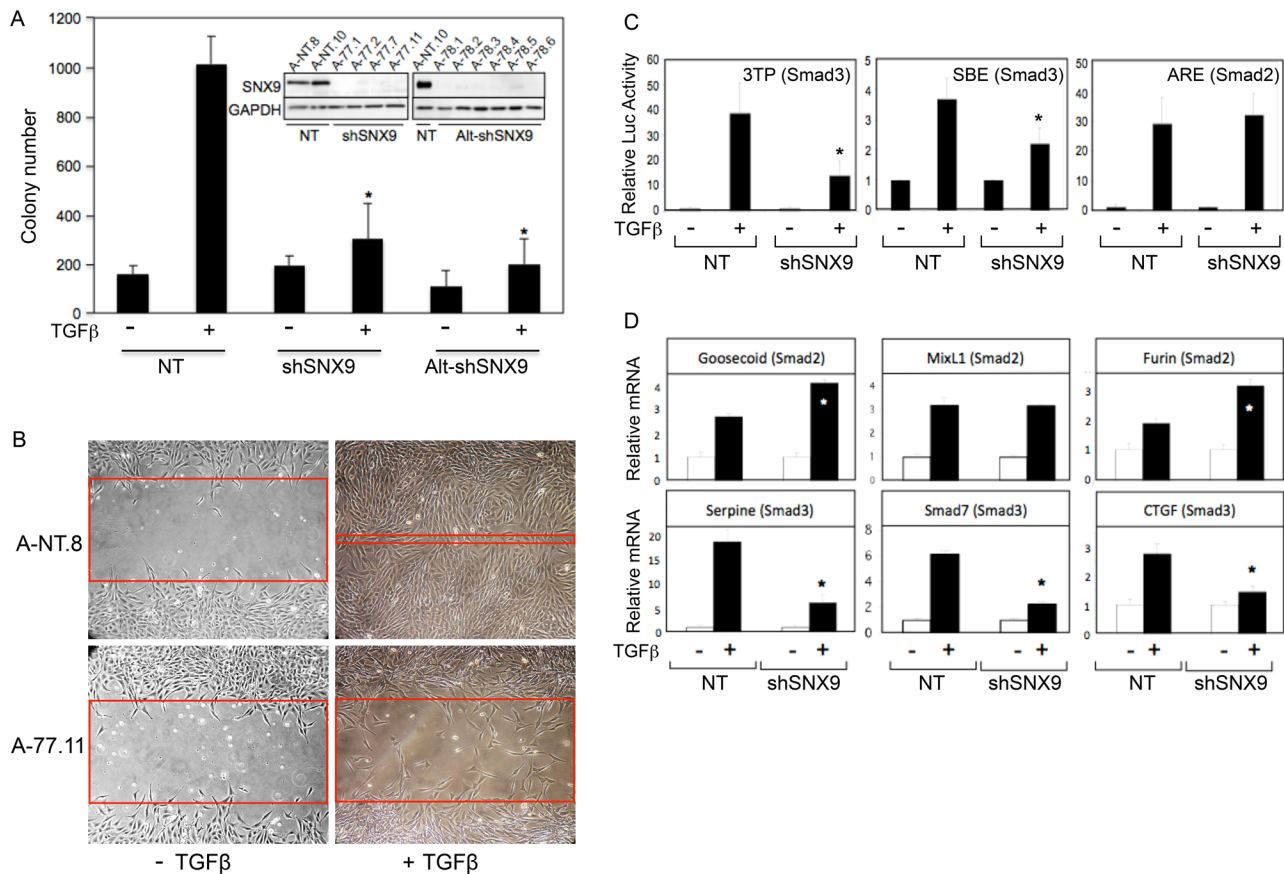 A
Colony number
1200
1000
800
600
400
200
0
A-NT.8
A-NT.10
A-77.1
A-77.2
A-77.7
A-77.11
A-NT.10
A-78.1
A-78.2
A-78.3
A-78.4
A-78.5
A-78.6
SNX9
GAPDH
NT shSNX9 NT Alt-shSNX9
* *
TGFβ - + - + - +
NT shSNX9 Alt-shSNX9
B
A-NT.8
A-77.11
- TGFβ + TGFβ
C
Relative Luc Activity
3TP (Smad3)
60
50
40
30
20
10
0
*
SBE (Smad3)
5
4
3
2
1
0
*
ARE (Smad2)
60
50
40
30
20
10
0
TGFβ - + - + - + - + - + - +
NT shSNX9 NT shSNX9 NT shSNX9
D
Relative mRNA
Goosecoid (Smad2)
4
3
2
1
0
*
MixL1 (Smad2)
4
3
2
1
0
Furin (Smad2)
3
2
1
0
*
Relative mRNA
Serpine (Smad3)
20
15
10
5
0
*
Smad7 (Smad3)
8
6
4
2
0
*
CTGF (Smad3)
3
2
1
0
*
TGFβ - + - + - + - + - + - +
NT shSNX9 NT shSNX9 NT shSNX9